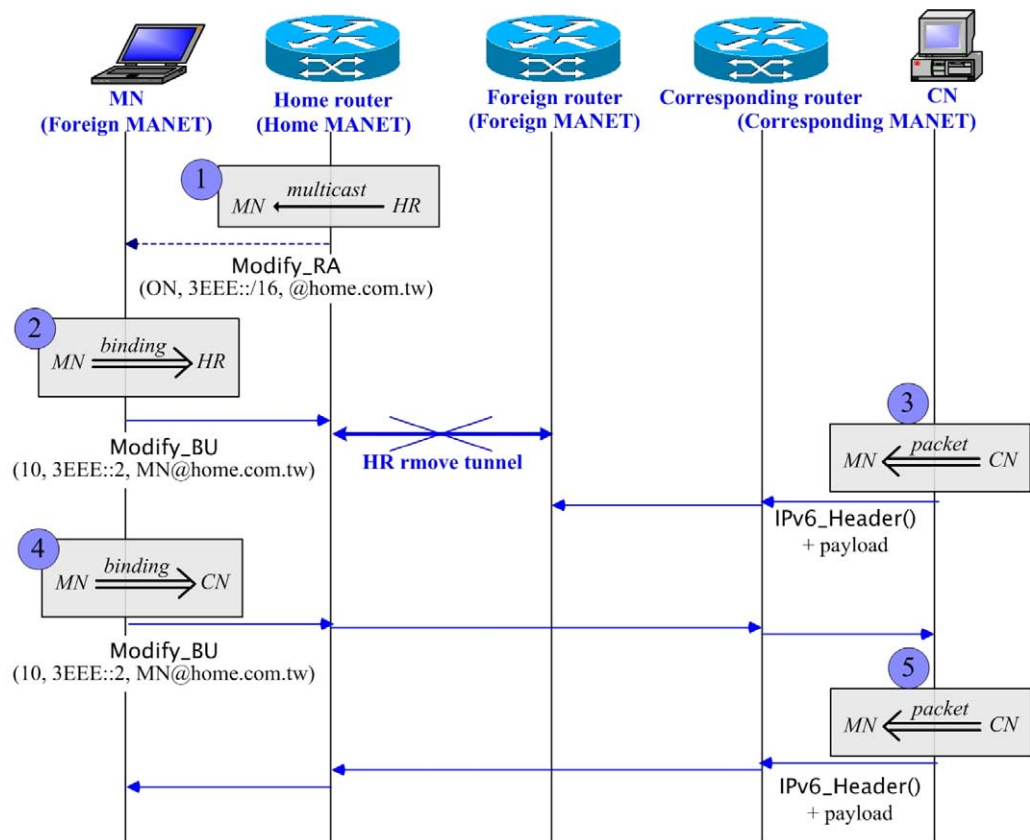 MN
(Foreign MANET)
Home router
(Home MANET)
Foreign router
(Foreign MANET)
Corresponding router
CN
(Corresponding MANET)
1
multicast
MN HR
Modify_RA
(ON, 3EEE::/16, @home.com.tw)
2
binding
MN HR
Modify_BU
(10, 3EEE::2, MN@home.com.tw)
HR rmove tunnel
3
packet
MN CN
IPv6_Header()
+ payload
4
binding
MN CN
Modify_BU
(10, 3EEE::2, MN@home.com.tw)
5
packet
MN CN
IPv6_Header()
+ payload